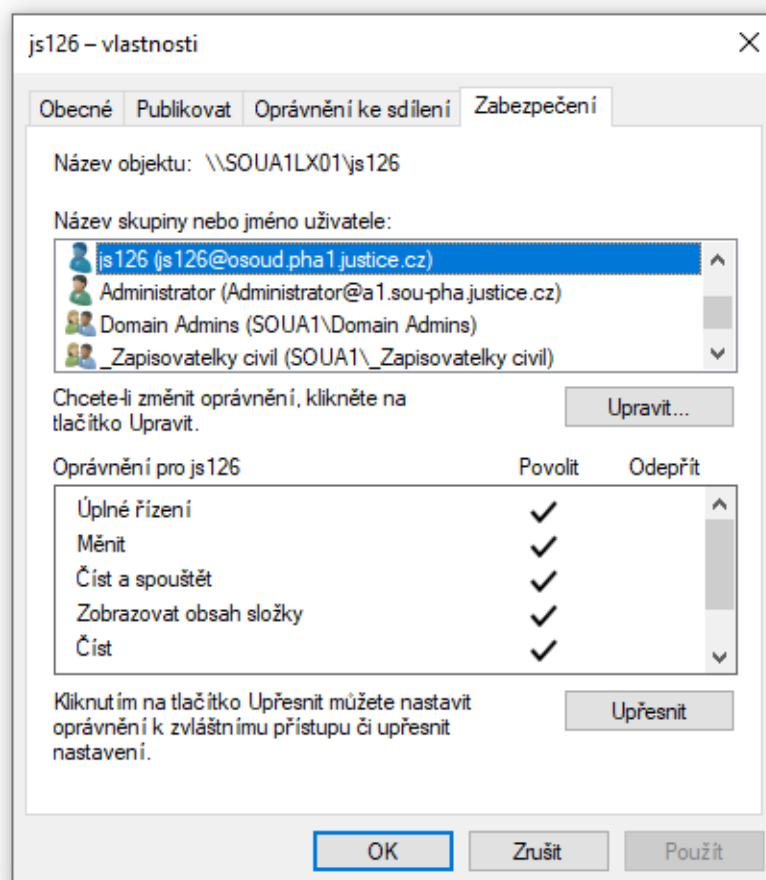 js126 – vlastnosti
Obecné Publikovat Oprávnění ke sdílení Zabezpečení
Název objektu: \\SOUA1LX01\js126
Název skupiny nebo jméno uživatele:
js126 (js126@osoud.pha1.justice.cz)
Administrator (Administrator@a1.sou-pha.justice.cz)
Domain Admins (SOUA1\Domain Admins)
_Zapisovatelky civil (SOUA1\_Zapisovatelky civil)
Chcete-li změnit oprávnění, klikněte na
tlačítko Upravit.
Upravit...
Oprávnění pro js126 Povolit Odepřít
Úplné řízení
Měnit
Číst a spouštět
Zobrazovat obsah složky
Číst
Kliknutím na tlačítko Upřesnit můžete nastavit
oprávnění k zvláštnímu přístupu či upřesnit
nastavení.
Upřesnit
OK Zrušit Použít